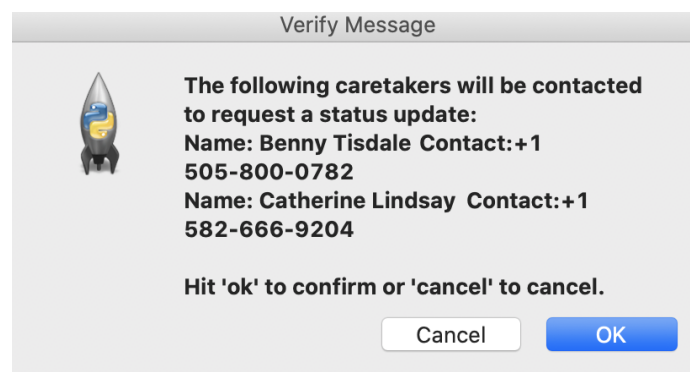 Verify Message
The following caretakers will be contacted
to request a status update:
Name: Benny Tisdale Contact:+1
505-800-0782
Name: Catherine Lindsay  Contact:+1
582-666-9204
Hit 'ok' to confirm or 'cancel' to cancel.
Cancel OK